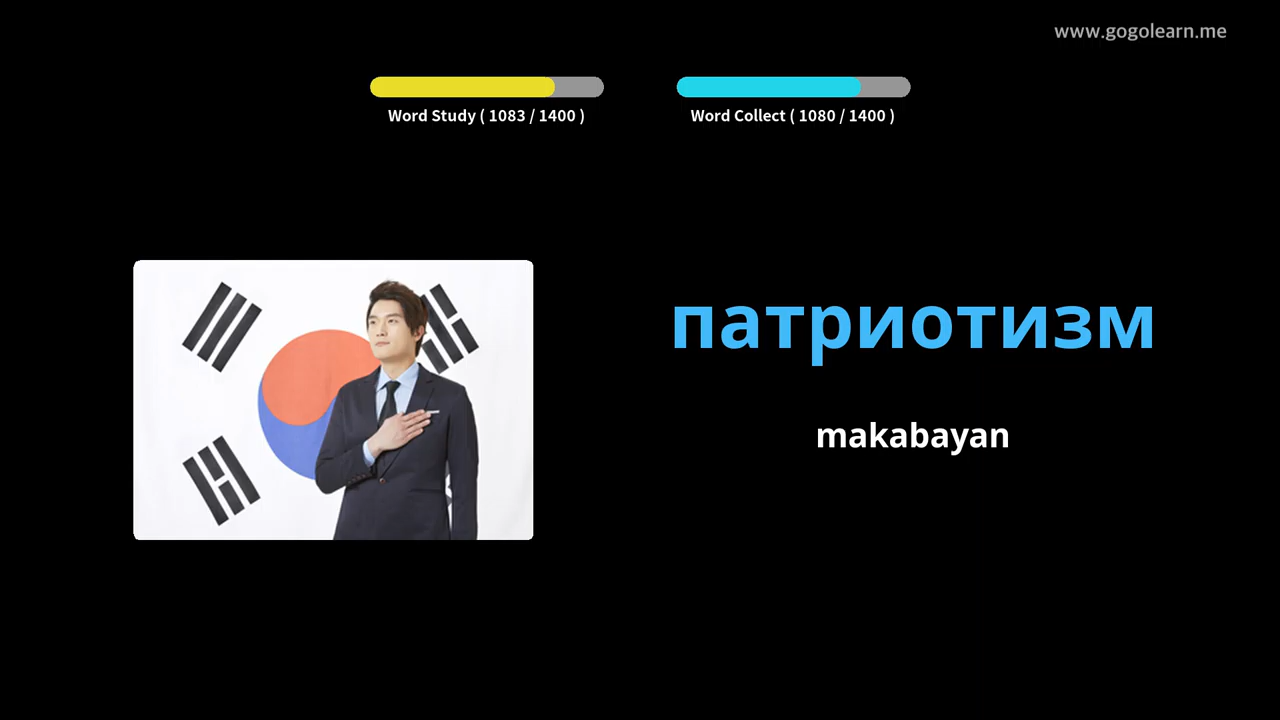 www.gogolearn.me
Word Study ( 1083 / 1400 )
Word Collect ( 1080 / 1400 )
патриотизм
makabayan